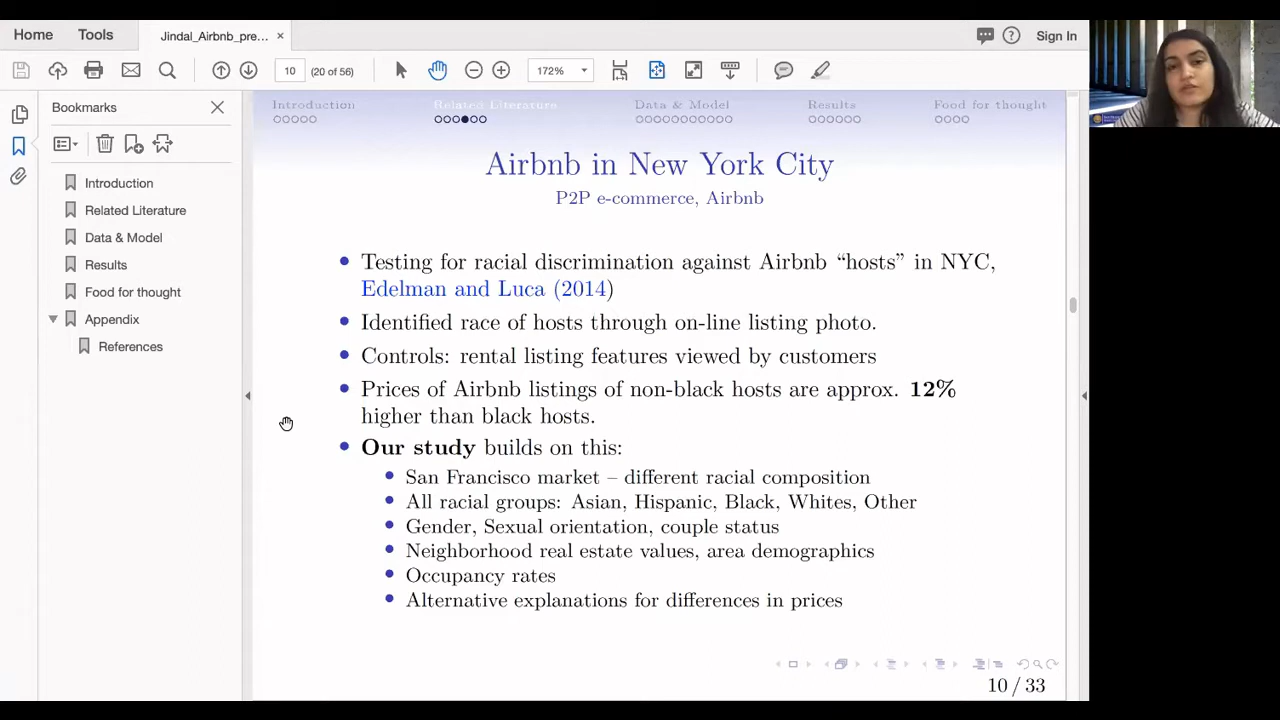 Home Tools Jindal_Airbnb_pre... × Sign In
10 (20 of 56) 172%
Bookmarks
Introduction
Related Literature
Data & Model
Results
Food for thought
Appendix
References
Introduction Related Literature Data & Model Results Food for thought
Airbnb in New York City
P2P e-commerce, Airbnb
• Testing for racial discrimination against Airbnb “hosts” in NYC,
Edelman and Luca (2014)
• Identified race of hosts through on-line listing photo.
• Controls: rental listing features viewed by customers
• Prices of Airbnb listings of non-black hosts are approx. 12%
higher than black hosts.
• Our study builds on this:
• San Francisco market – different racial composition
• All racial groups: Asian, Hispanic, Black, Whites, Other
• Gender, Sexual orientation, couple status
• Neighborhood real estate values, area demographics
• Occupancy rates
• Alternative explanations for differences in prices
10 / 33